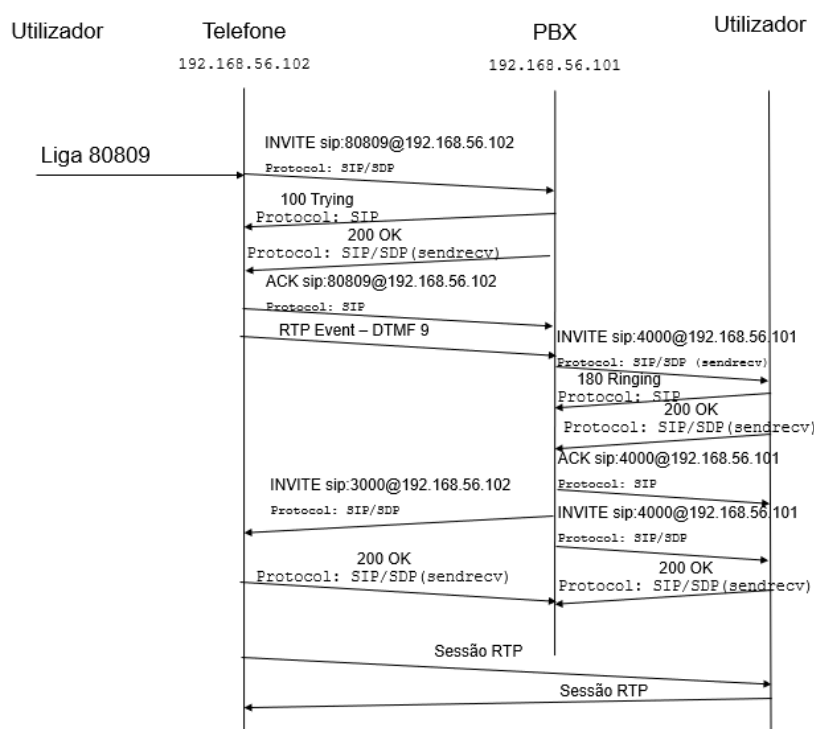 Utilizador
Telefone
PBX
Utilizador
192.168.56.102
192.168.56.101
Liga 80809
INVITE sip:80809@192.168.56.102
Protocol: SIP/SDP
100 Trying
Protocol: SIP
200 OK
Protocol: SIP/SDP(sendrecv)
ACK sip:80809@192.168.56.102
Protocol: SIP
RTP Event – DTMF 9
INVITE sip:4000@192.168.56.101
Protocol: SIP/SDP (sendrecv)
180 Ringing
Protocol: SIP
200 OK
Protocol: SIP/SDP(sendrecv)
ACK sip:4000@192.168.56.101
Protocol: SIP
INVITE sip:3000@192.168.56.102
Protocol: SIP/SDP
INVITE sip:4000@192.168.56.101
Protocol: SIP/SDP
200 OK
Protocol: SIP/SDP(sendrecv)
200 OK
Protocol: SIP/SDP(sendrecv)
Sessão RTP
Sessão RTP